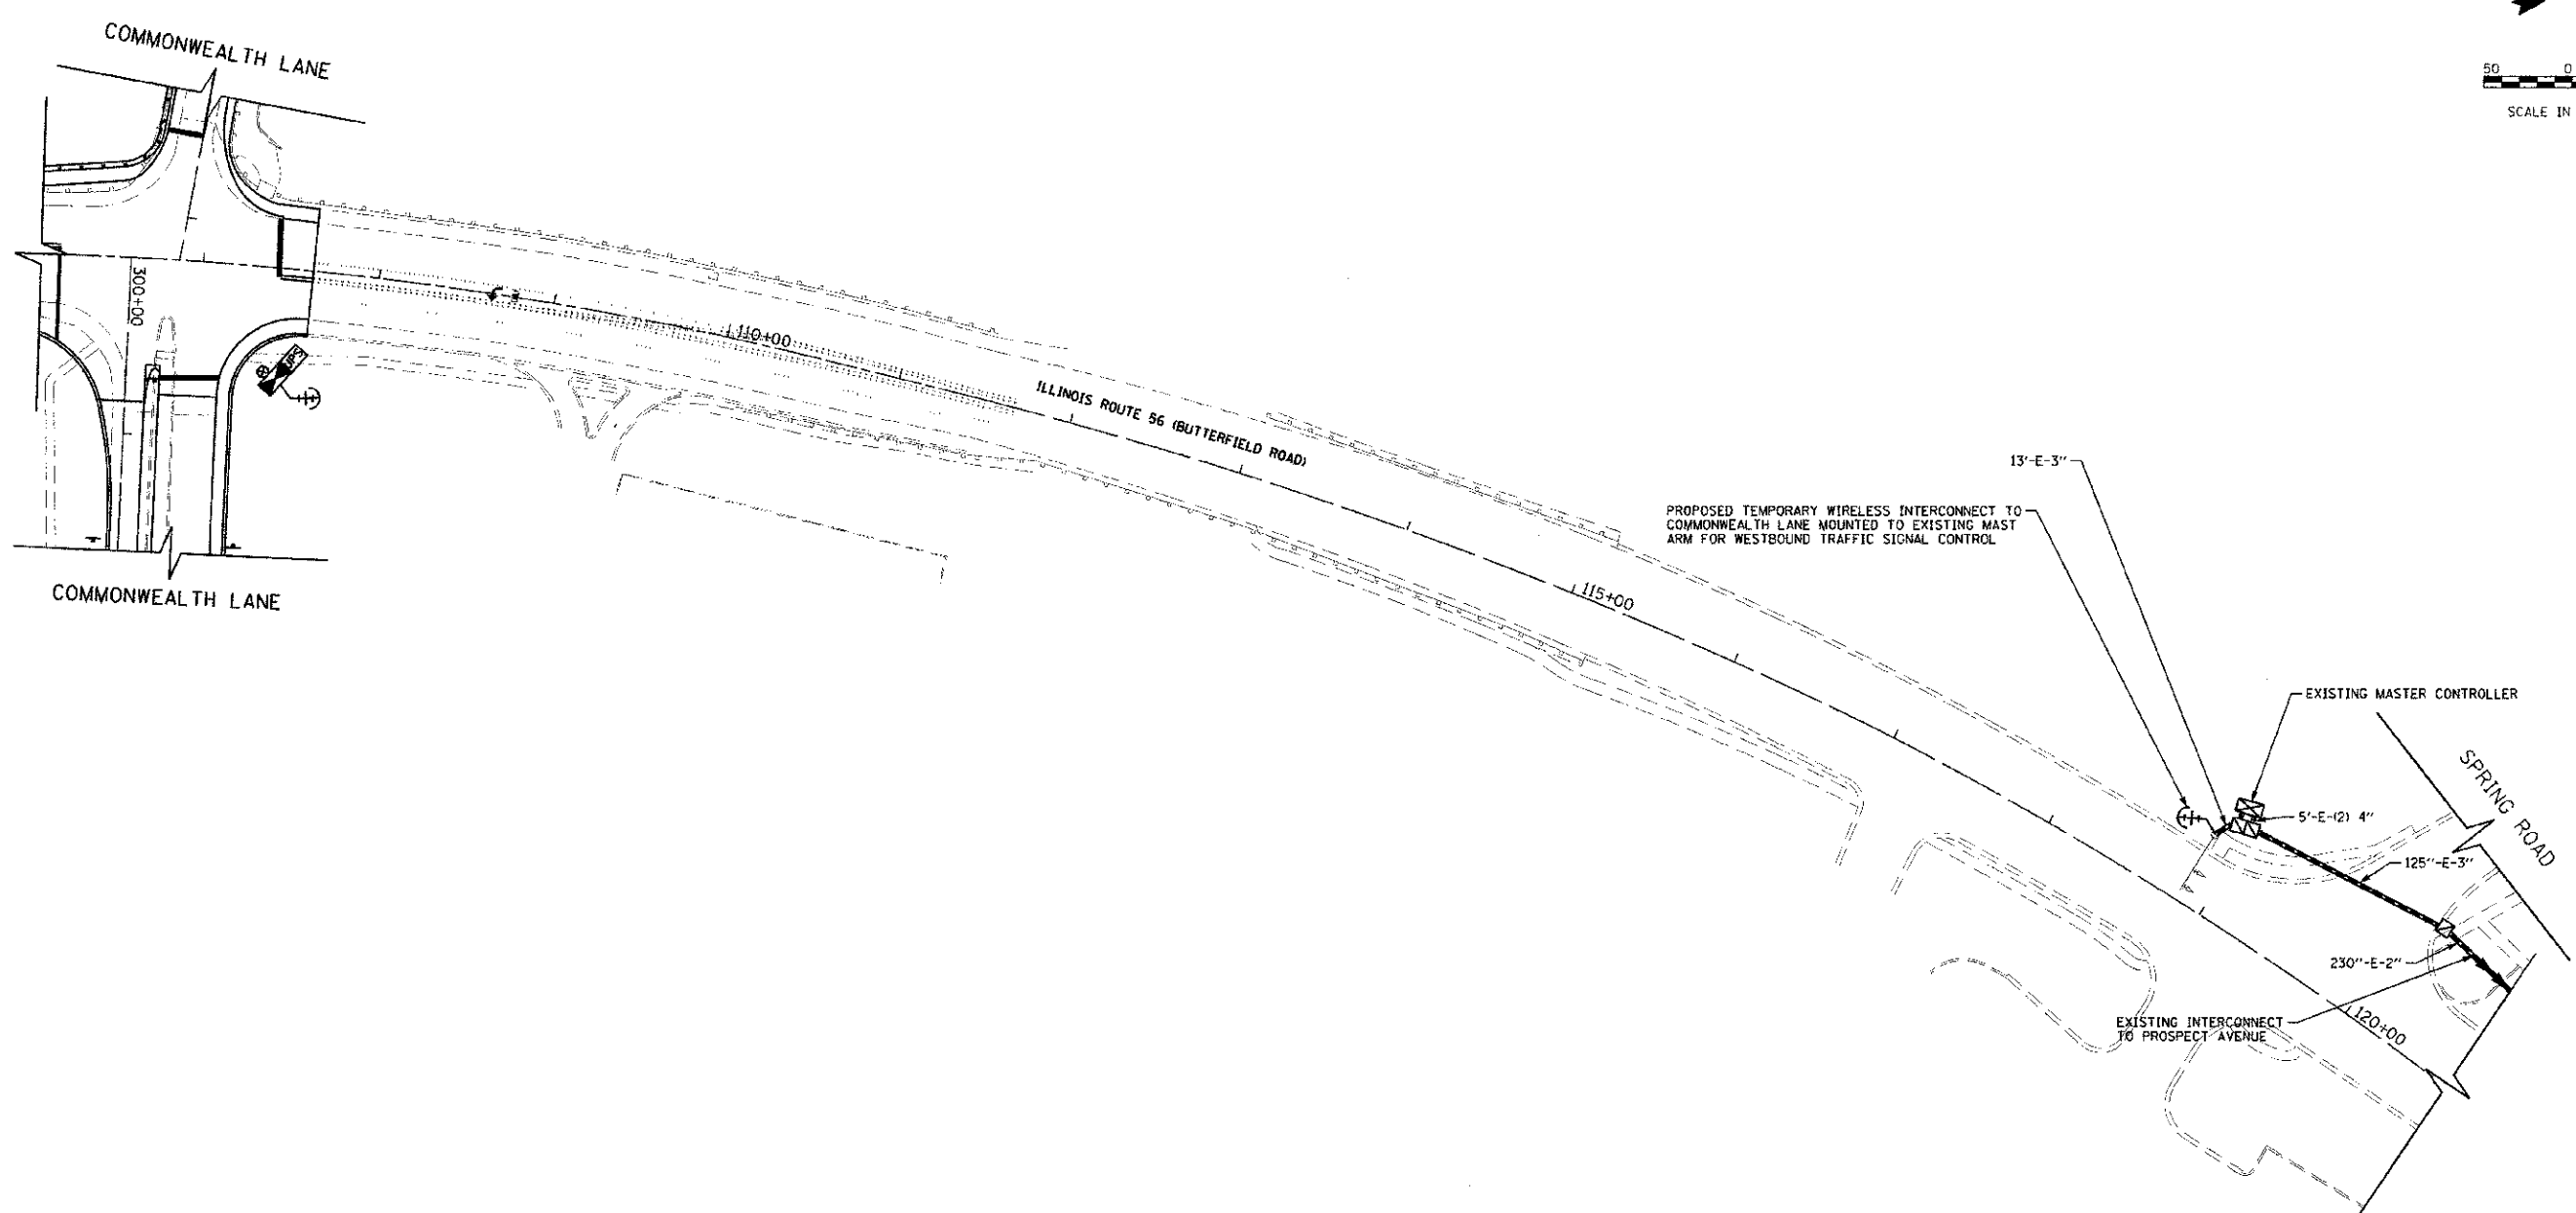 COMMONWEALTH LANE
50 0
SCALE IN
300+00
UPS
110+00
ILLINOIS ROUTE 56 (BUTTERFIELD ROAD)
13'-E-3"
PROPOSED TEMPORARY WIRELESS INTERCONNECT TO
COMMONWEALTH LANE MOUNTED TO EXISTING MAST
ARM FOR WESTBOUND TRAFFIC SIGNAL CONTROL
115+00
COMMONWEALTH LANE
EXISTING MASTER CONTROLLER
SPRING ROAD
5'-E-(2) 4"
125"-E-3"
230"-E-2"
EXISTING INTERCONNECT
TO PROSPECT AVENUE
120+00